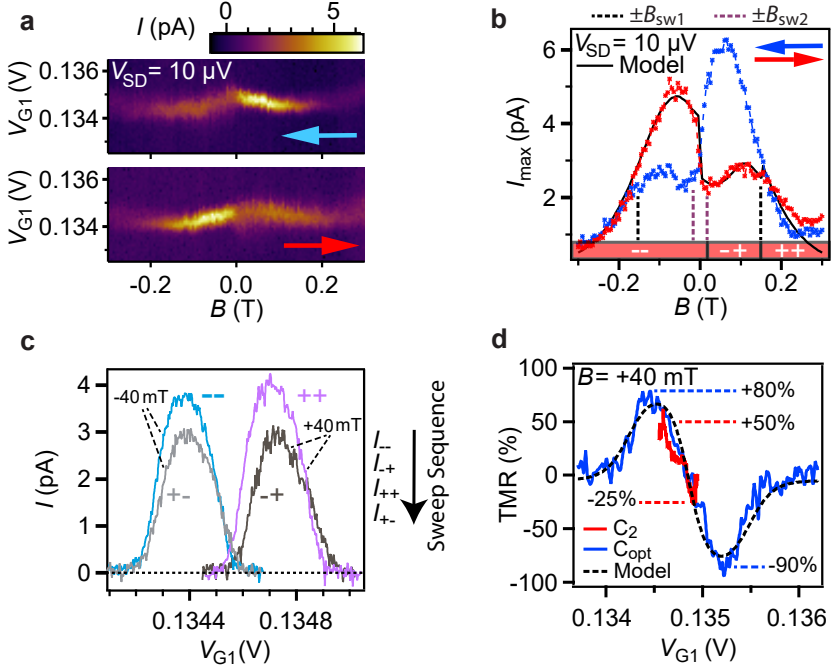 a
I (pA)
0
5
V_SD = 10 µV
0.136
0.134
V_G1 (V)
0.136
0.134
V_G1 (V)
-0.2
0.0
0.2
B (T)
b
±B_sw1
±B_sw2
V_SD = 10 µV
Model
6
4
2
I_max (pA)
--
-+
++
-0.2
0.0
0.2
B (T)
c
-40 mT
--
++
+40 mT
+-
-+
4
3
2
1
0
I (pA)
0.1344
0.1348
V_G1 (V)
I_--
I_-+
I_++
I_+-
Sweep Sequence
d
B = +40 mT
+80%
+50%
-25%
-90%
C_2
C_opt
Model
100
50
0
-50
-100
TMR (%)
0.134
0.135
0.136
V_G1 (V)